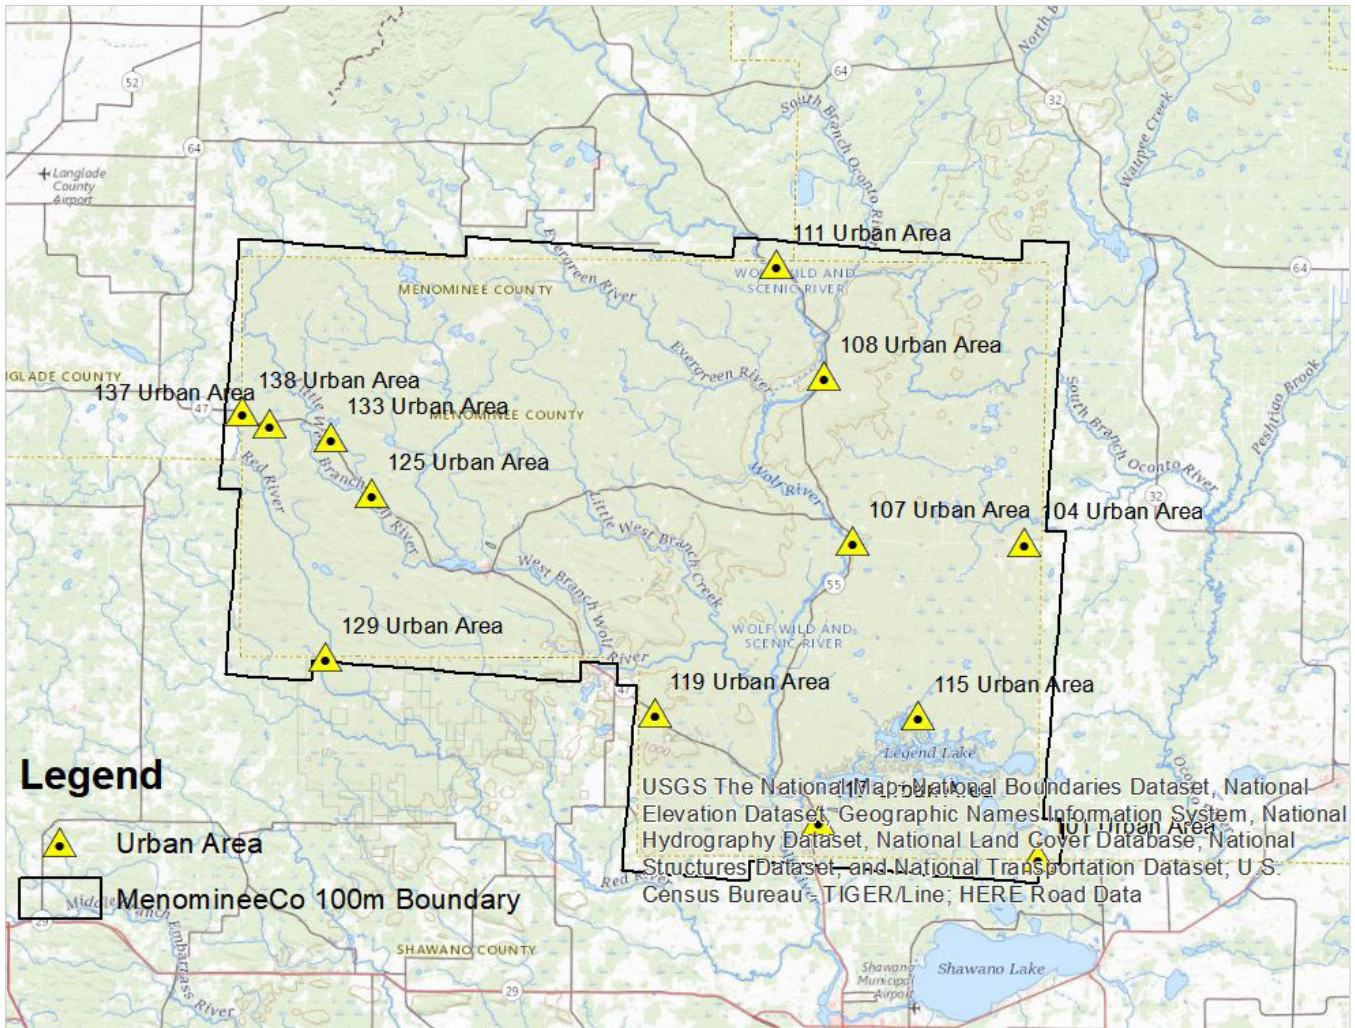 North B
64
52
32
South Branch Oconto River
Waupee Creek
64
Langlade
County
Airport
111 Urban Area
Evergreen River
WOLF WILD AND
SCENIC RIVER
64
MENOMINEE COUNTY
108 Urban Area
Evergreen River
GLADE COUNTY
138 Urban Area
137 Urban Area
47
133 Urban Area
MENOMINEE COUNTY
South Branch Oconto River
Peshtigo Brook
125 Urban Area
Red River
Wolf River
32
107 Urban Area
104 Urban Area
Little West Branch Creek
West Branch Wolf River
55
129 Urban Area
WOLF WILD AND
SCENIC RIVER
119 Urban Area
115 Urban Area
47
1000
Legend Lake
Legend
USGS The National Map: National Boundaries Dataset, National
Elevation Dataset, Geographic Names Information System, National
Hydrography Dataset, National Land Cover Database, National
Structures Dataset, and National Transportation Dataset; U.S.
Census Bureau - TIGER/Line; HERE Road Data
101 Urban Area
Urban Area
MenomineeCo 100m Boundary
Red River
29
Middle Branch Embarrass River
SHAWANO COUNTY
Shawano
Municipal
Airport
Shawano Lake
29